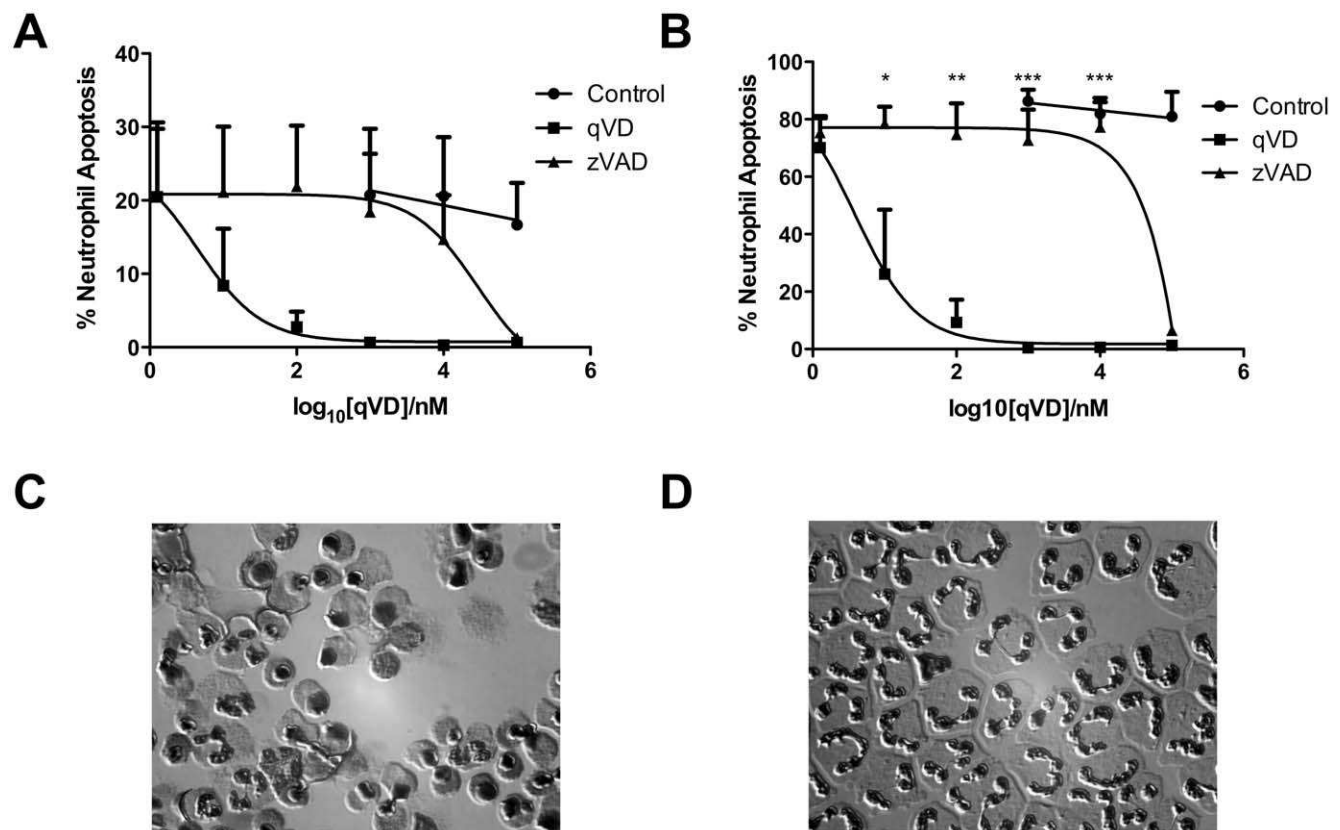 A
% Neutrophil Apoptosis
40
30
20
10
0
0
2
4
6
log10[qVD]/nM
Control
qVD
zVAD
B
% Neutrophil Apoptosis
100
80
60
40
20
0
0
2
4
6
log10[qVD]/nM
* ** *** ***
Control
qVD
zVAD
C
D